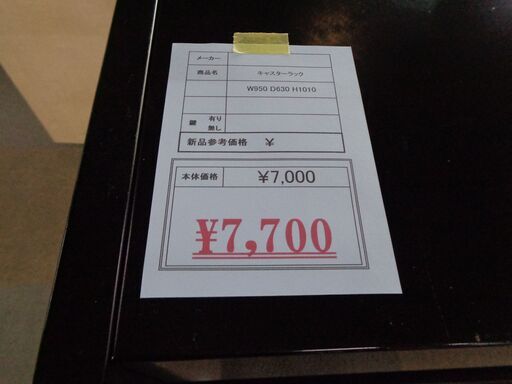 メーカー
商品名 キャスターラック
W950 D630 H1010
鍵 有り
無し
新品参考価格 ¥
本体価格 ¥7,000
¥7,700